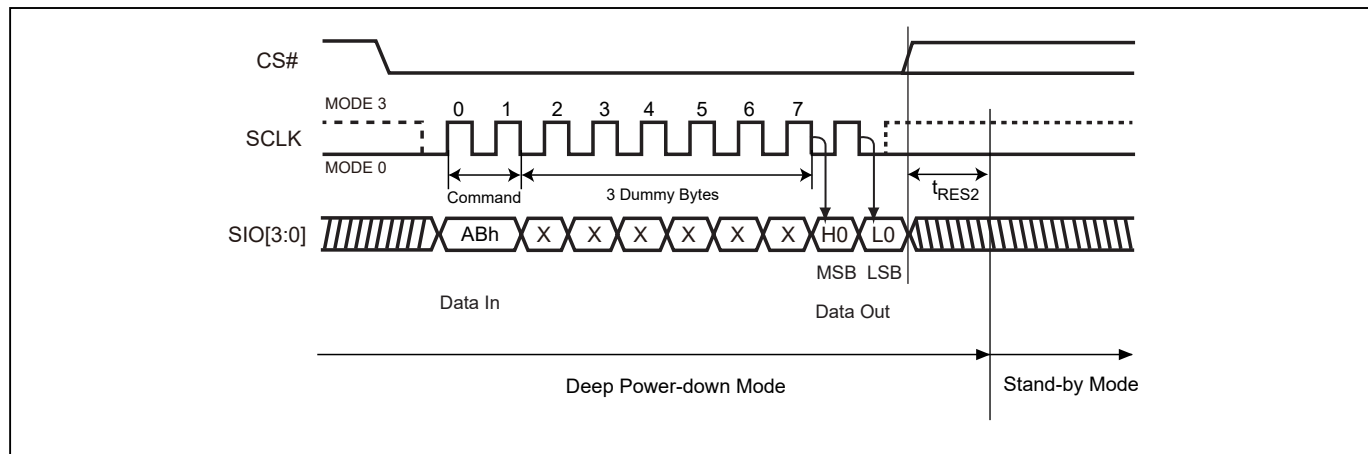 CS#
MODE 3
0 1 2 3 4 5 6 7
SCLK
MODE 0
Command
3 Dummy Bytes
tRES2
SIO[3:0]
ABh X X X X X X H0 L0
MSB LSB
Data In
Data Out
Deep Power-down Mode
Stand-by Mode